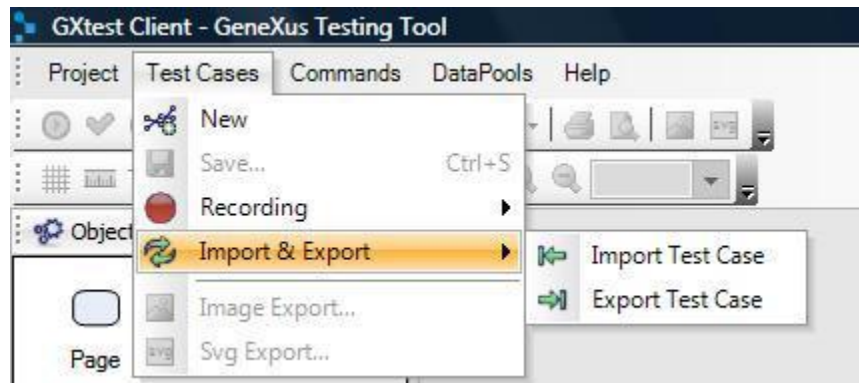 GXtest Client - GeneXus Testing Tool
Project Test Cases Commands DataPools Help
New
Save... Ctrl+S
Recording
Object
Import & Export
Import Test Case
Export Test Case
Image Export...
Svg Export...
Page